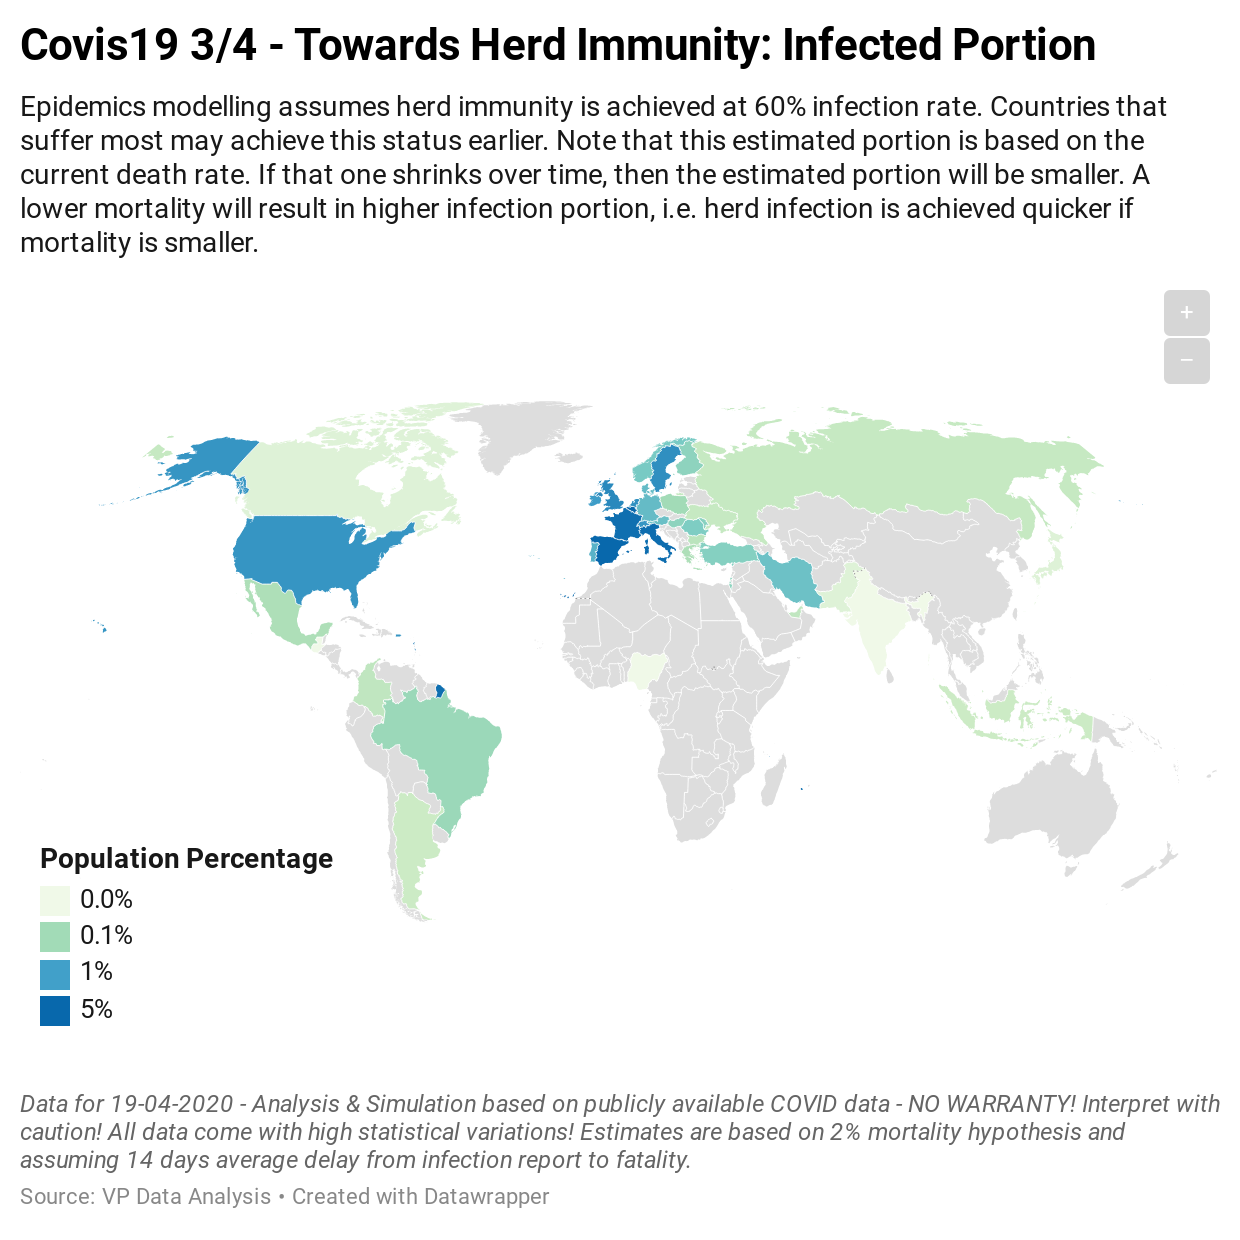 Covis19 3/4 - Towards Herd Immunity: Infected Portion
Epidemics modelling assumes herd immunity is achieved at 60% infection rate. Countries that
suffer most may achieve this status earlier. Note that this estimated portion is based on the
current death rate. If that one shrinks over time, then the estimated portion will be smaller. A
lower mortality will result in higher infection portion, i.e. herd infection is achieved quicker if
mortality is smaller.
+
−
Population Percentage
0.0%
0.1%
1%
5%
Data for 19-04-2020 - Analysis & Simulation based on publicly available COVID data - NO WARRANTY! Interpret with
caution! All data come with high statistical variations! Estimates are based on 2% mortality hypothesis and
assuming 14 days average delay from infection report to fatality.
Source: VP Data Analysis • Created with Datawrapper